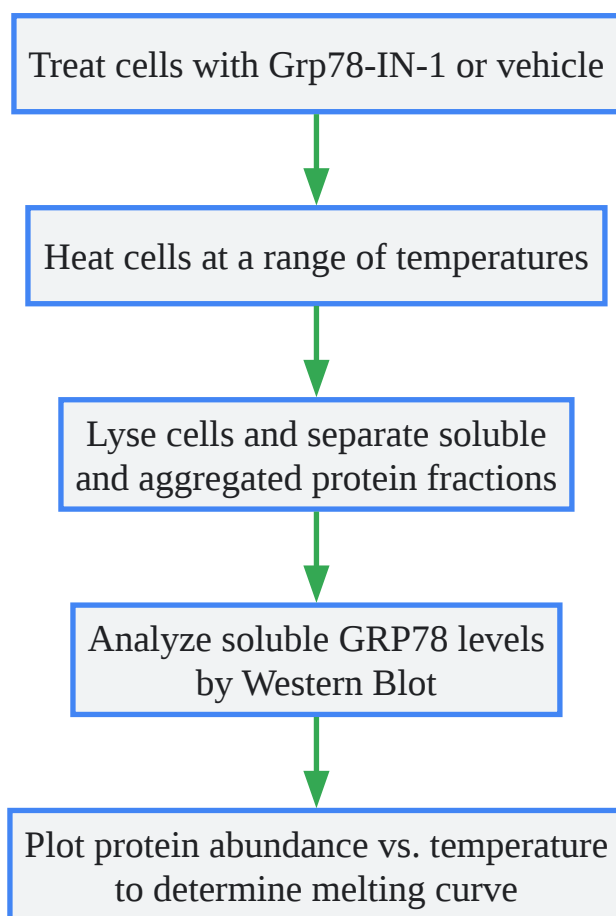 Treat cells with Grp78-IN-1 or vehicle
Heat cells at a range of temperatures
Lyse cells and separate soluble
and aggregated protein fractions
Analyze soluble GRP78 levels
by Western Blot
Plot protein abundance vs. temperature
to determine melting curve